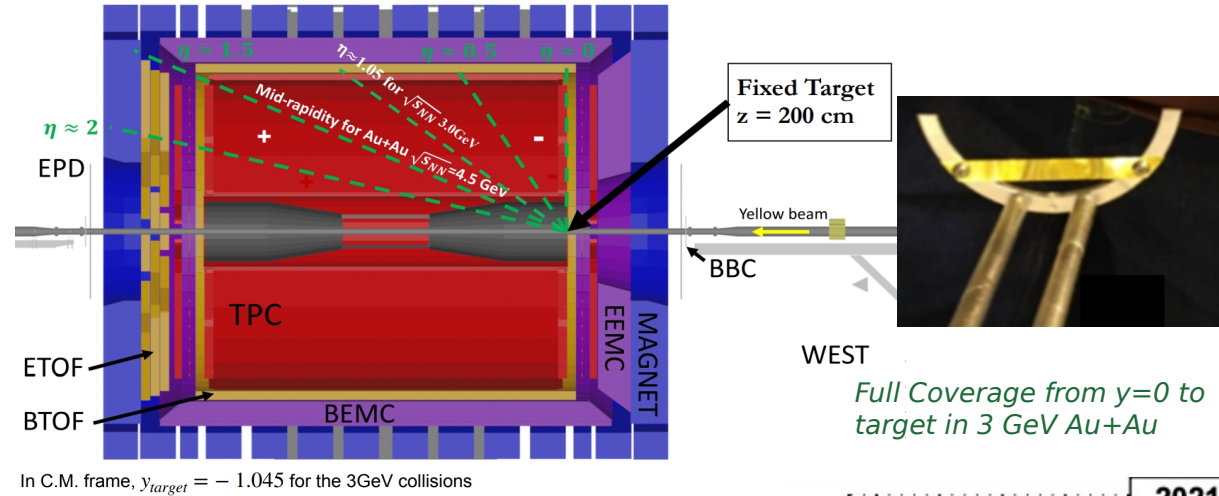 η ≈ 1.5
η≈1.05 for √sNN 3.0GeV
η ≈ 0.5
η ≈ 0
Mid-rapidity for Au+Au √sNN=4.5 Gev
+
-
Fixed Target
z = 200 cm
η ≈ 2
EPD
+
-
Yellow beam
BBC
TPC
EEMC
MAGNET
ETOF
BTOF
BEMC
WEST
Full Coverage from y=0 to
target in 3 GeV Au+Au
In C.M. frame, y_target = − 1.045 for the 3GeV collisions